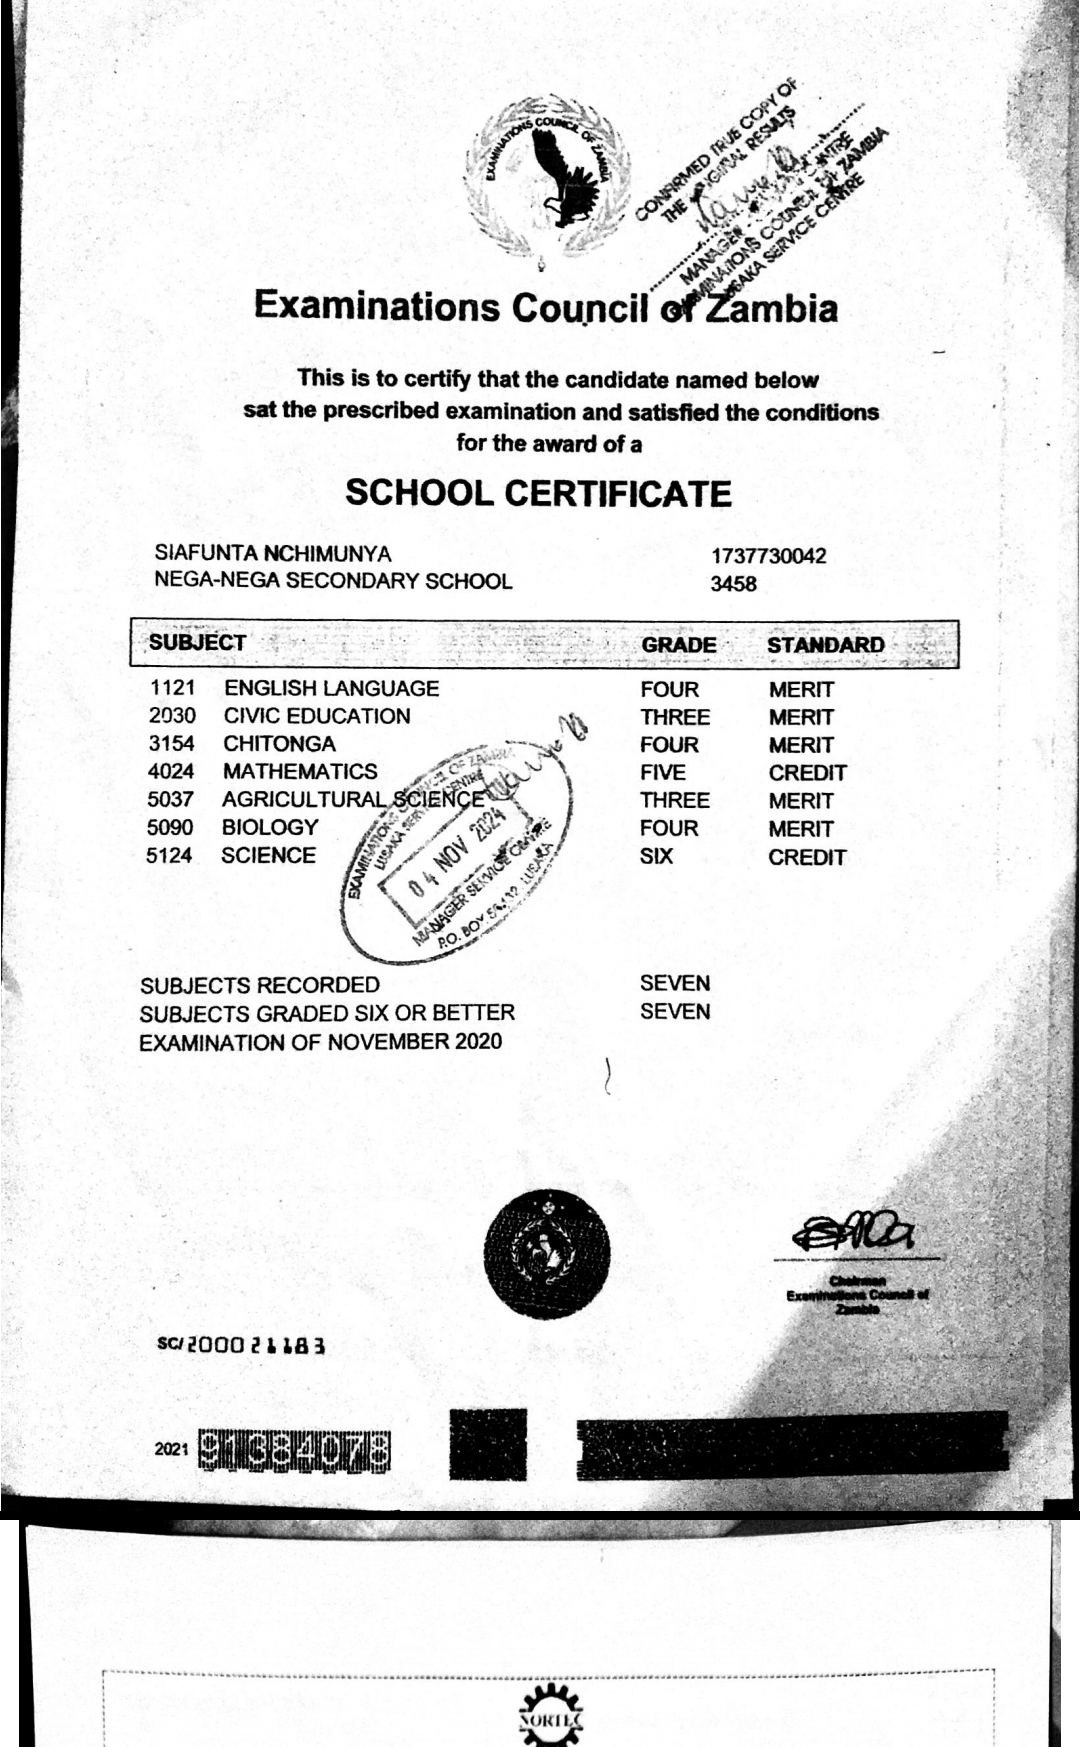 EXAMINATIONS COUNCIL OF ZAMBIA
CONFIRMED TRUE COPY OF
THE ORIGINAL RESULTS
MANAGER SERVICE CENTRE
EXAMINATIONS COUNCIL OF ZAMBIA
LUSAKA SERVICE CENTRE
Examinations Council of Zambia
This is to certify that the candidate named below
sat the prescribed examination and satisfied the conditions
for the award of a
SCHOOL CERTIFICATE
SIAFUNTA NCHIMUNYA 1737730042
NEGA-NEGA SECONDARY SCHOOL 3458
SUBJECT GRADE STANDARD
1121 ENGLISH LANGUAGE FOUR MERIT
2030 CIVIC EDUCATION THREE MERIT
3154 CHITONGA FOUR MERIT
4024 MATHEMATICS FIVE CREDIT
5037 AGRICULTURAL SCIENCE THREE MERIT
5090 BIOLOGY FOUR MERIT
5124 SCIENCE SIX CREDIT
EXAMINATIONS COUNCIL OF ZAMBIA
LUSAKA SERVICE CENTRE
04 NOV 2024
MANAGER SERVICE CENTRE
P.O. BOX LUSAKA
SUBJECTS RECORDED SEVEN
SUBJECTS GRADED SIX OR BETTER SEVEN
EXAMINATION OF NOVEMBER 2020
Chairman
Examinations Council of
Zambia
SC/200021183
2021 91384078
NORTEC